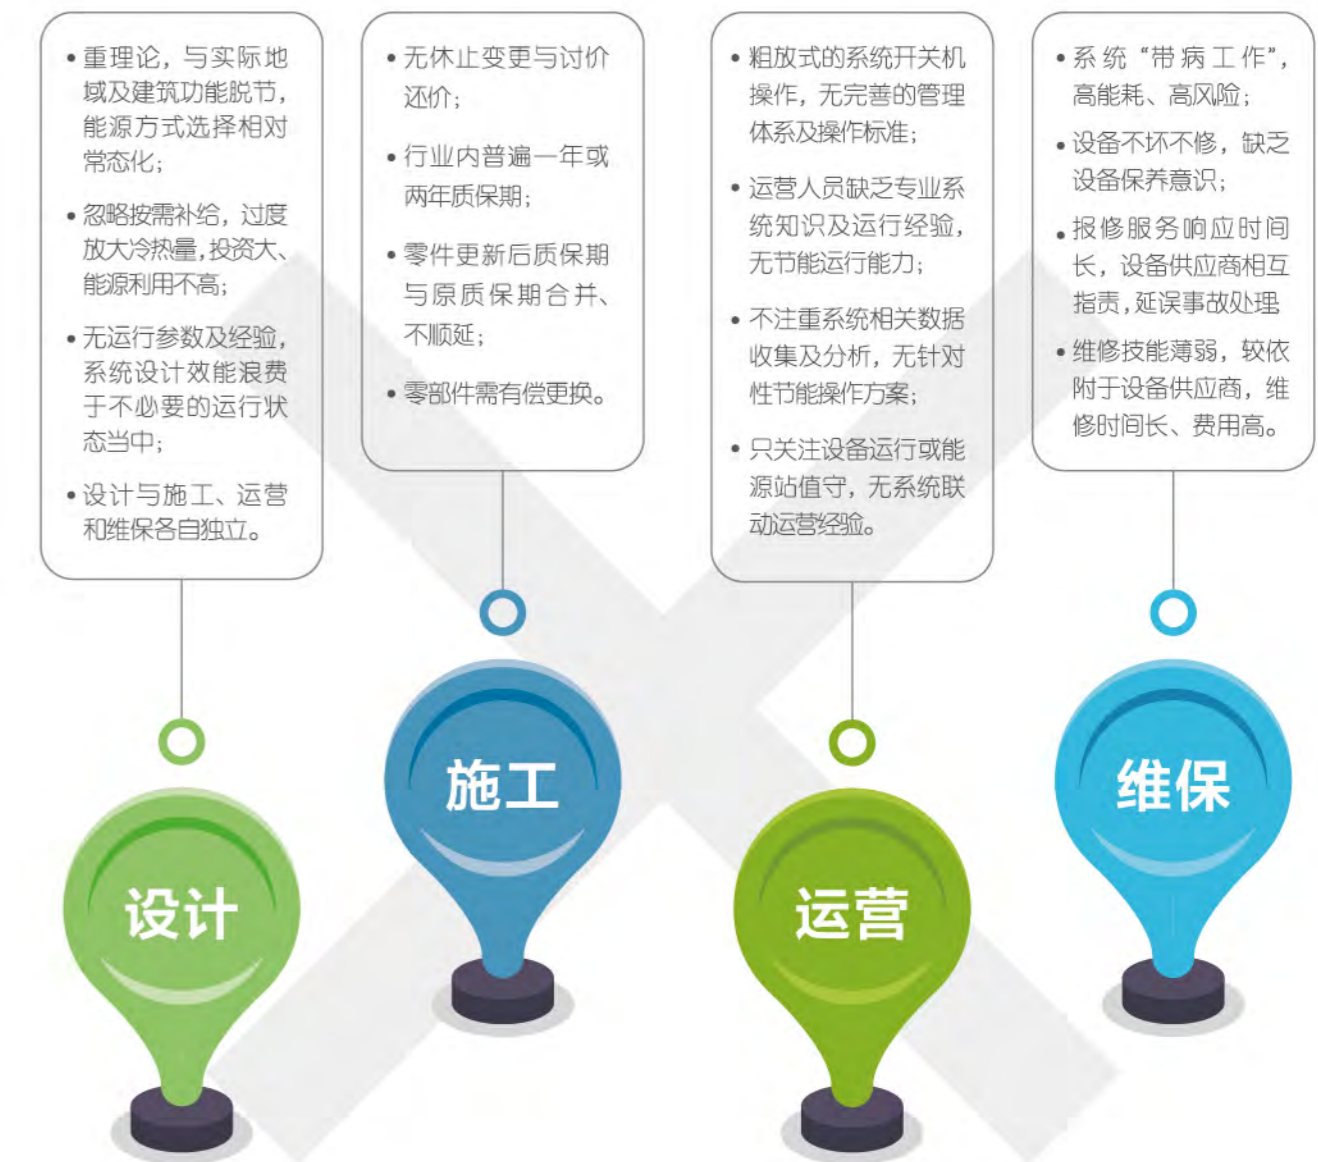 • 重理论，与实际地
域及建筑功能脱节，
能源方式选择相对
常态化；
• 忽略按需补给，过度
放大冷热量，投资大、
能源利用不高；
• 无运行参数及经验，
系统设计效能浪费
于不必要的运行状
态当中；
• 设计与施工、运营
和维保各自独立。
设计
• 无休止变更与讨价
还价；
• 行业内普遍一年或
两年质保期；
• 零件更新后质保期
与原质保期合并、
不顺延；
• 零部件需有偿更换。
施工
• 粗放式的系统开关机
操作，无完善的管理
体系及操作标准；
• 运营人员缺乏专业系
统知识及运行经验，
无节能运行能力；
• 不注重系统相关数据
收集及分析，无针对
性节能操作方案；
• 只关注设备运行或能
源站值守，无系统联
动运营经验。
运营
• 系统“带病工作”，
高能耗、高风险；
• 设备不坏不修，缺乏
设备保养意识；
• 报修服务响应时间
长，设备供应商相互
指责，延误事故处理
• 维修技能薄弱，较依
附于设备供应商，维
修时间长、费用高。
维保